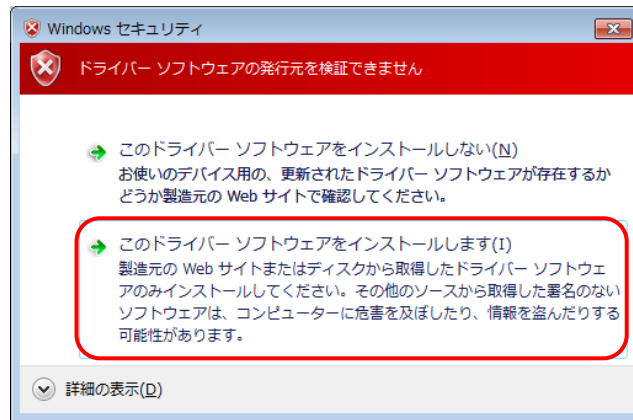 Windows セキュリティ
ドライバー ソフトウェアの発行元を検証できません
このドライバー ソフトウェアをインストールしない(N)
お使いのデバイス用の、更新されたドライバー ソフトウェアが存在するか
どうか製造元の Web サイトで確認してください。
このドライバー ソフトウェアをインストールします(I)
製造元の Web サイトまたはディスクから取得したドライバー ソフトウェ
アのみインストールしてください。その他のソースから取得した署名のない
ソフトウェアは、コンピューターに危害を及ぼしたり、情報を盗んだりする
可能性があります。
詳細の表示(D)